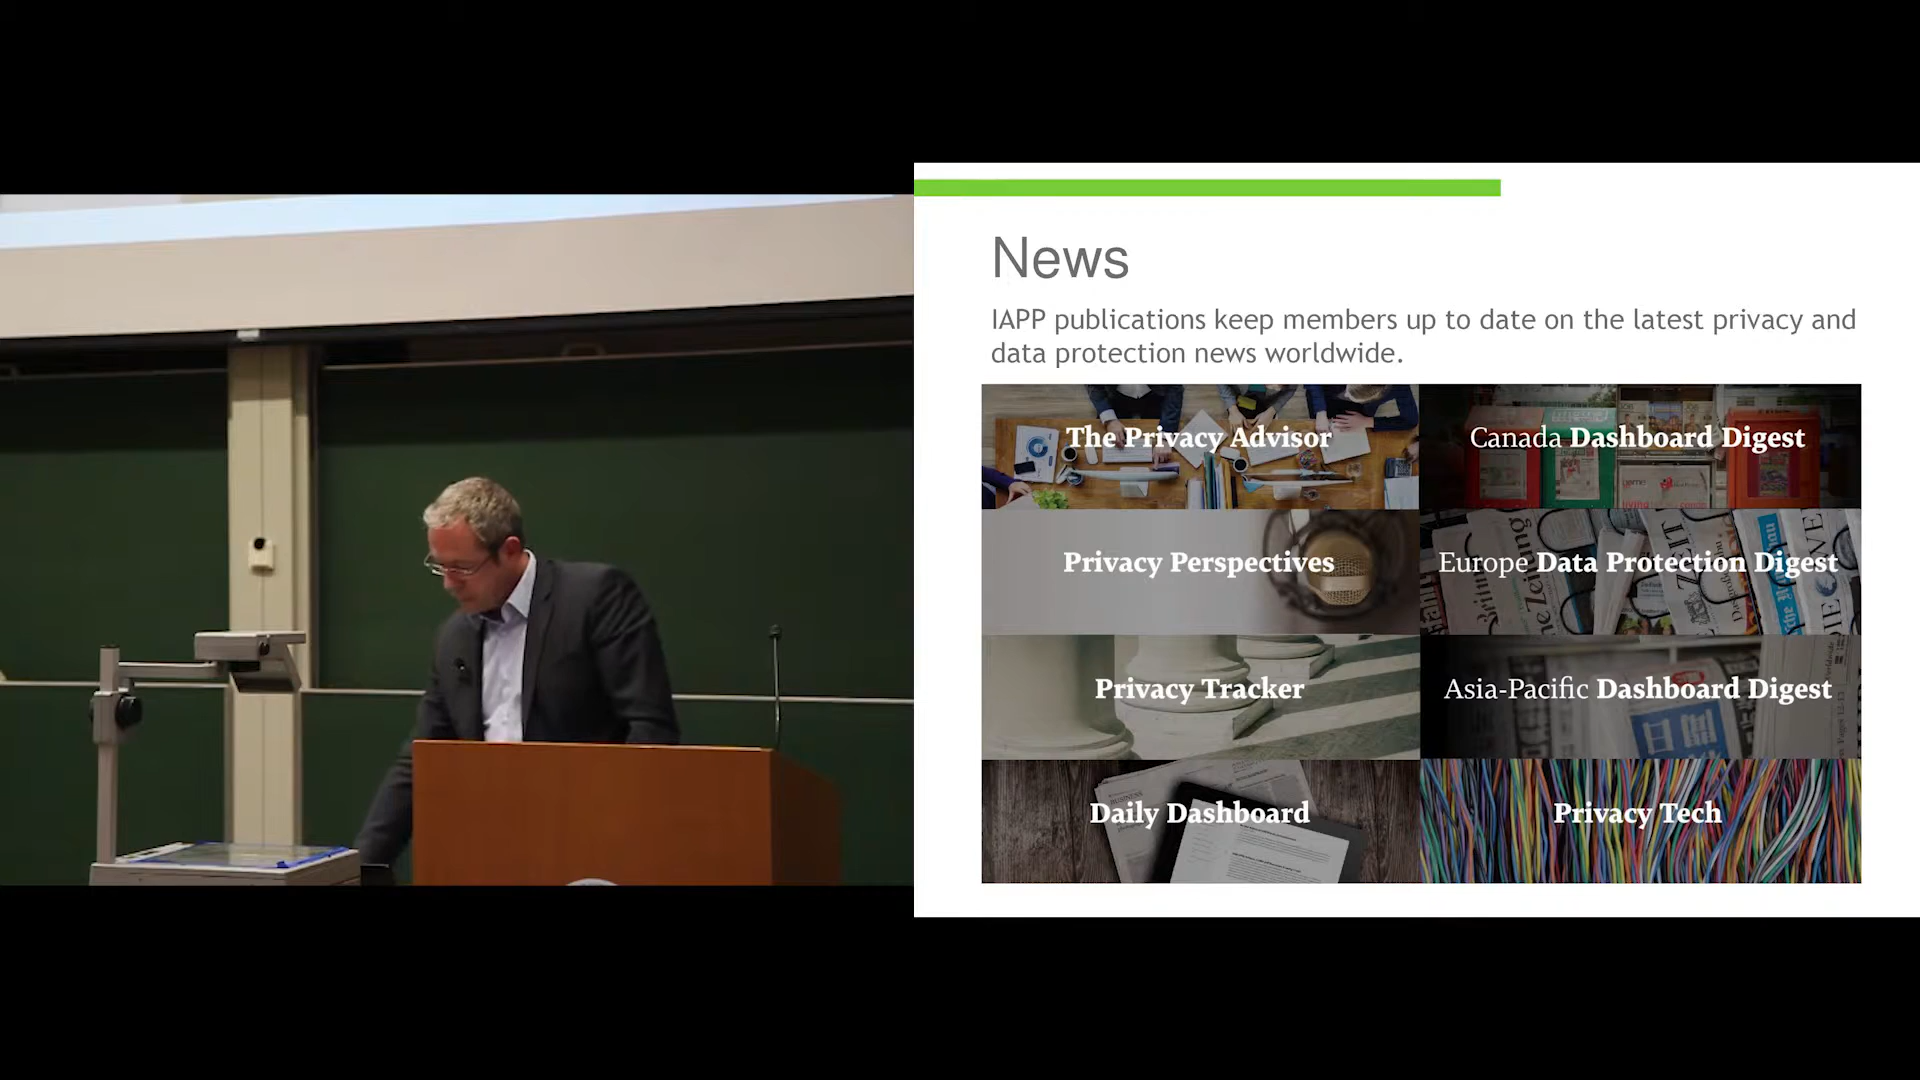 News
IAPP publications keep members up to date on the latest privacy and
data protection news worldwide.
The Privacy Advisor
Canada Dashboard Digest
Privacy Perspectives
Europe Data Protection Digest
Privacy Tracker
Asia-Pacific Dashboard Digest
Daily Dashboard
Privacy Tech